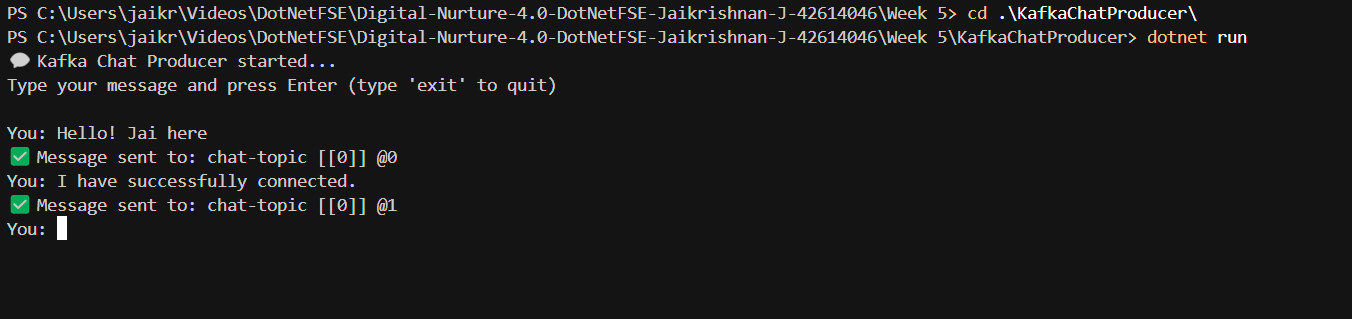 PS C:\Users\jaikr\Videos\DotNetFSE\Digital-Nurture-4.0-DotNetFSE-Jaikrishnan-J-42614046\Week 5> cd .\KafkaChatProducer\
PS C:\Users\jaikr\Videos\DotNetFSE\Digital-Nurture-4.0-DotNetFSE-Jaikrishnan-J-42614046\Week 5\KafkaChatProducer> dotnet run
💬 Kafka Chat Producer started...
Type your message and press Enter (type 'exit' to quit)
You: Hello! Jai here
✅ Message sent to: chat-topic [[0]] @0
You: I have successfully connected.
✅ Message sent to: chat-topic [[0]] @1
You: